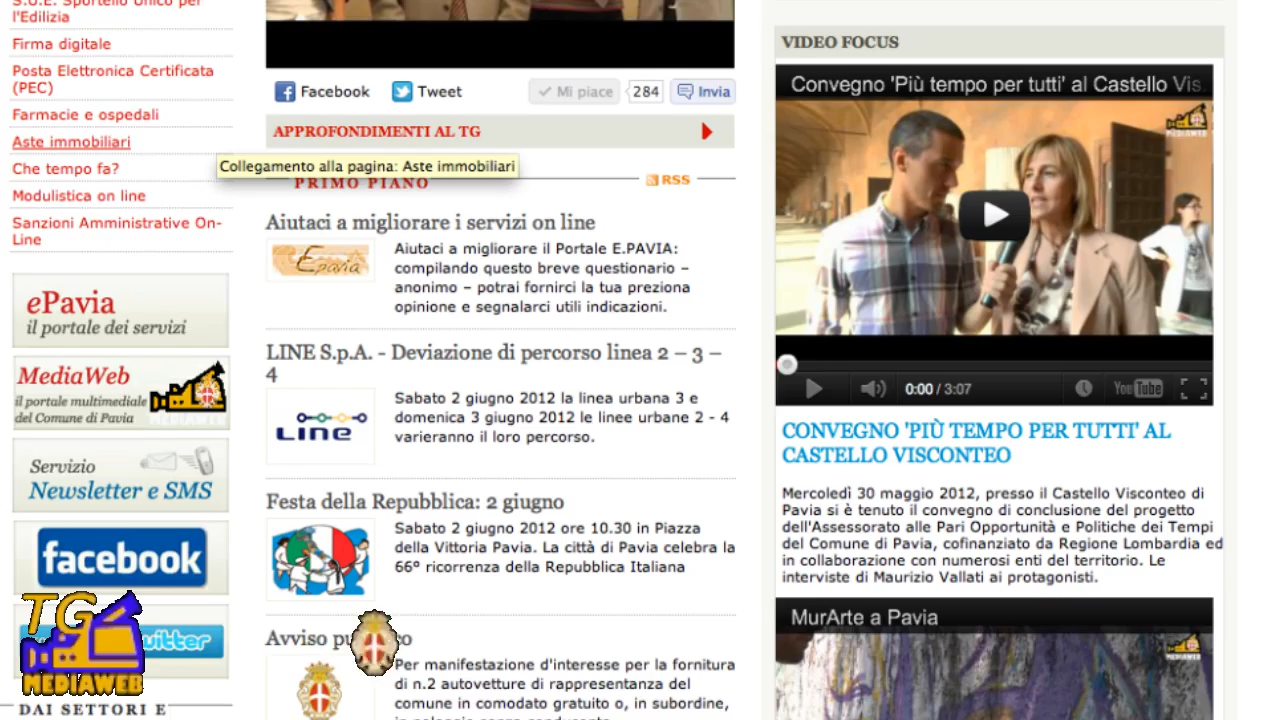 S.U.E. Sportello Unico per
l'Edilizia
Firma digitale
Posta Elettronica Certificata
(PEC)
Farmacie e ospedali
Aste immobiliari
Che tempo fa?
Modulistica on line
Sanzioni Amministrative On-
Line
ePavia
il portale dei servizi
MediaWeb
il portale multimediale
del Comune di Pavia
MEDIAWEB
Servizio
Newsletter e SMS
facebook
twitter
TG
MEDIAWEB
DAI SETTORI E
Facebook
Tweet
Mi piace
284
Invia
APPROFONDIMENTI AL TG
Collegamento alla pagina: Aste immobiliari
PRIMO PIANO
RSS
Aiutaci a migliorare i servizi on line
Epavia
Aiutaci a migliorare il Portale E.PAVIA:
compilando questo breve questionario –
anonimo – potrai fornirci la tua preziona
opinione e segnalarci utili indicazioni.
LINE S.p.A. - Deviazione di percorso linea 2 – 3 –
4
LINE
Sabato 2 giugno 2012 la linea urbana 3 e
domenica 3 giugno 2012 le linee urbane 2 - 4
varieranno il loro percorso.
Festa della Repubblica: 2 giugno
Sabato 2 giugno 2012 ore 10.30 in Piazza
della Vittoria Pavia. La città di Pavia celebra la
66° ricorrenza della Repubblica Italiana
Avviso pubblico
Per manifestazione d'interesse per la fornitura
di n.2 autovetture di rappresentanza del
comune in comodato gratuito o, in subordine,
in noleggio senza conducente
VIDEO FOCUS
Convegno 'Più tempo per tutti' al Castello Vis
MEDIAWEB
0:00 / 3:07
YouTube
CONVEGNO 'PIÙ TEMPO PER TUTTI' AL
CASTELLO VISCONTEO
Mercoledì 30 maggio 2012, presso il Castello Visconteo di
Pavia si è tenuto il convegno di conclusione del progetto
dell'Assessorato alle Pari Opportunità e Politiche dei Tempi
del Comune di Pavia, cofinanziato da Regione Lombardia ed
in collaborazione con numerosi enti del territorio. Le
interviste di Maurizio Vallati ai protagonisti.
MurArte a Pavia
MEDIAWEB